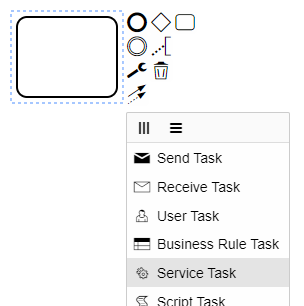 Send Task
Receive Task
User Task
Business Rule Task
Service Task
Script Task